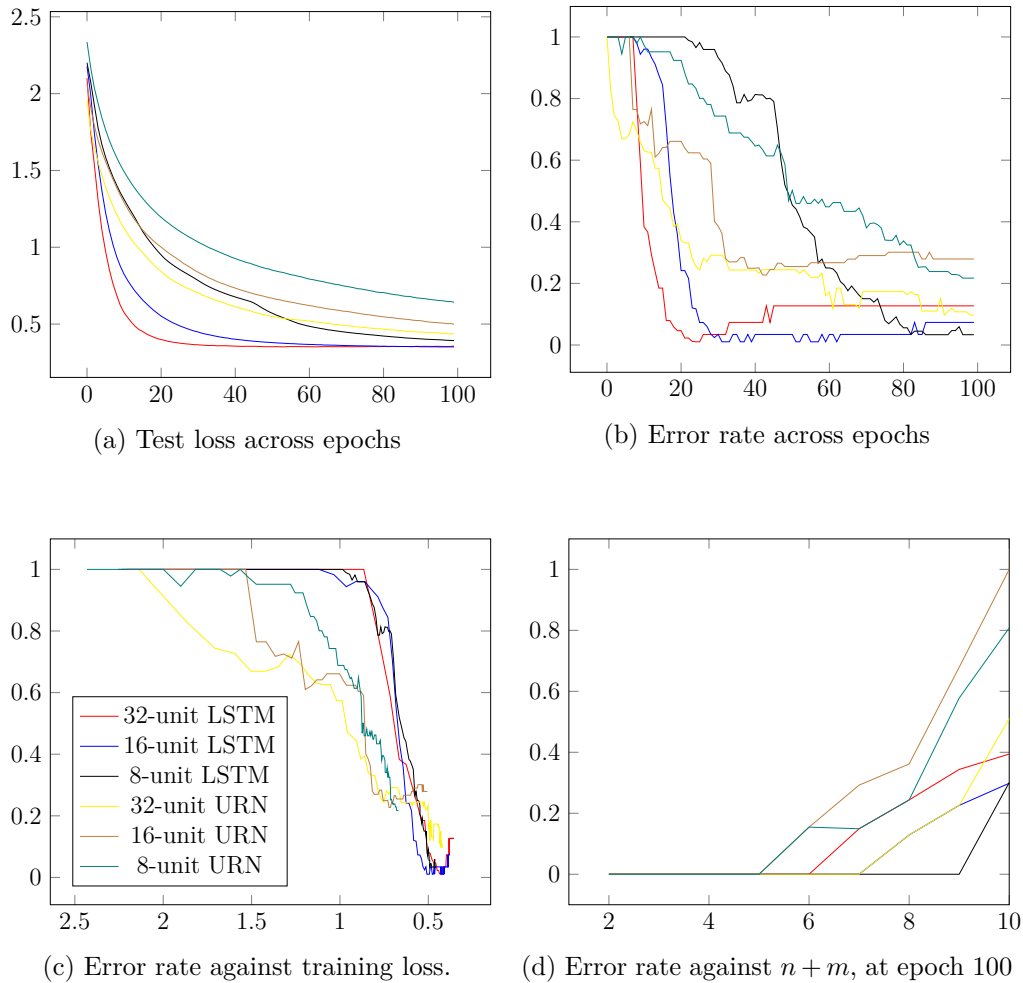 2.5
2
1.5
1
0.5
0 20 40 60 80 100
(a) Test loss across epochs
1
0.8
0.6
0.4
0.2
0
0 20 40 60 80 100
(b) Error rate across epochs
1
0.8
0.6
0.4
0.2
0
32-unit LSTM
16-unit LSTM
8-unit LSTM
32-unit URN
16-unit URN
8-unit URN
2.5 2 1.5 1 0.5
(c) Error rate against training loss.
1
0.8
0.6
0.4
0.2
0
2 4 6 8 10
(d) Error rate against n + m, at epoch 100